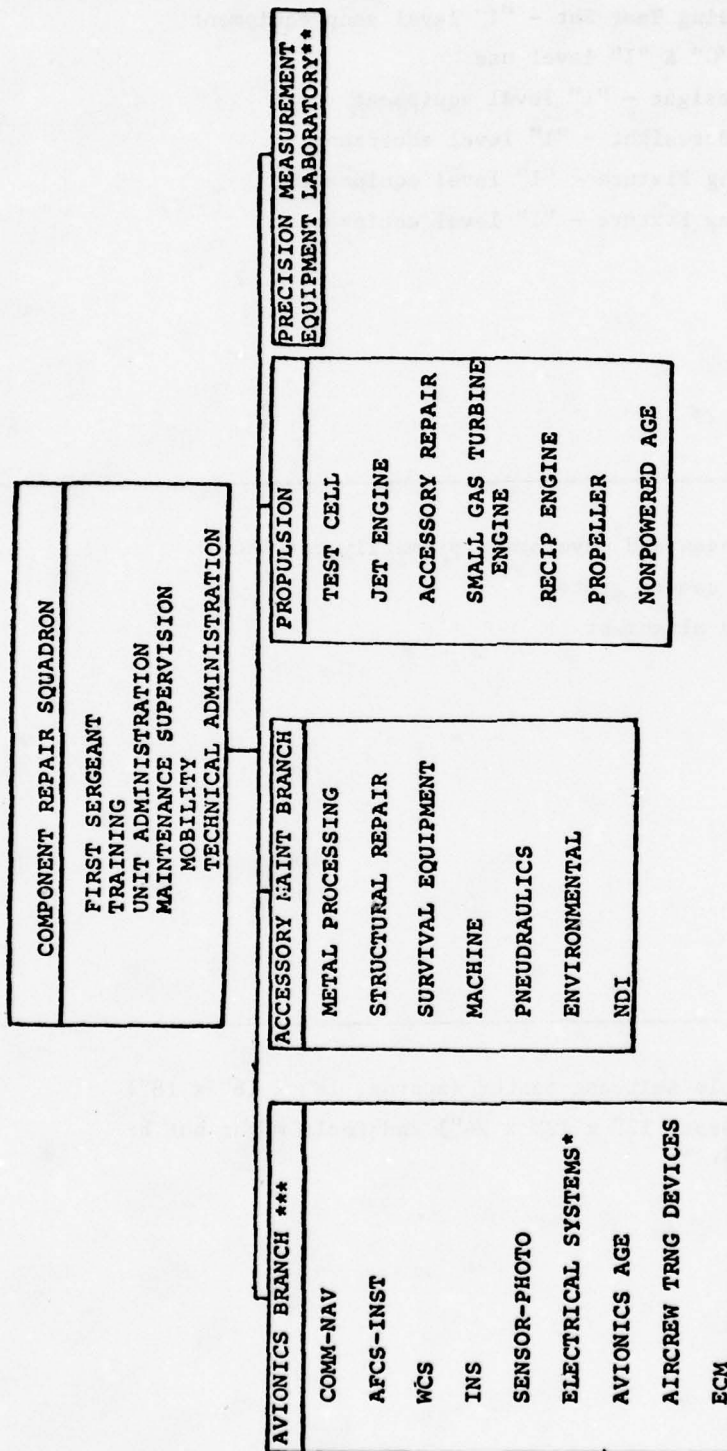 COMPONENT REPAIR SQUADRON
FIRST SERGEANT
TRAINING
UNIT ADMINISTRATION
MAINTENANCE SUPERVISION
MOBILITY
TECHNICAL ADMINISTRATION
AVIONICS BRANCH ***
COMM-NAV
AFCS-INST
WCS
INS
SENSOR-PHOTO
ELECTRICAL SYSTEMS*
AVIONICS AGE
AIRCREW TRNG DEVICES
ECM
ACCESSORY MAINT BRANCH
METAL PROCESSING
STRUCTURAL REPAIR
SURVIVAL EQUIPMENT
MACHINE
PNEUDRAULICS
ENVIRONMENTAL
NDI
PROPULSION
TEST CELL
JET ENGINE
ACCESSORY REPAIR
SMALL GAS TURBINE
ENGINE
RECIP ENGINE
PROPELLER
NONPOWERED AGE
PRECISION MEASUREMENT
EQUIPMENT LABORATORY**